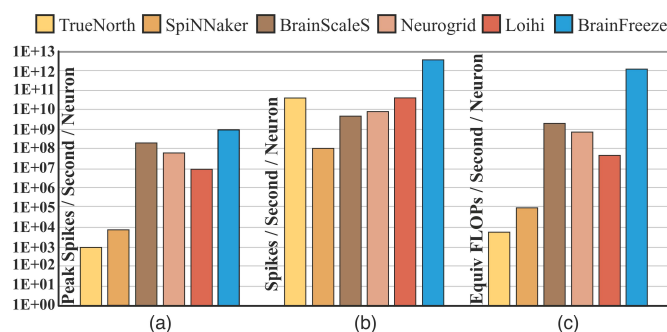 TrueNorth SpiNNaker BrainScaleS Neurogrid Loihi BrainFreeze
1E+13
1E+12
1E+11
1E+10
1E+09
1E+08
1E+07
1E+06
1E+05
1E+04
1E+03
1E+02
1E+01
1E+00
Peak Spikes / Second / Neuron
Spikes / Second / Neuron
Equiv FLOPs / Second / Neuron
(a) (b) (c)